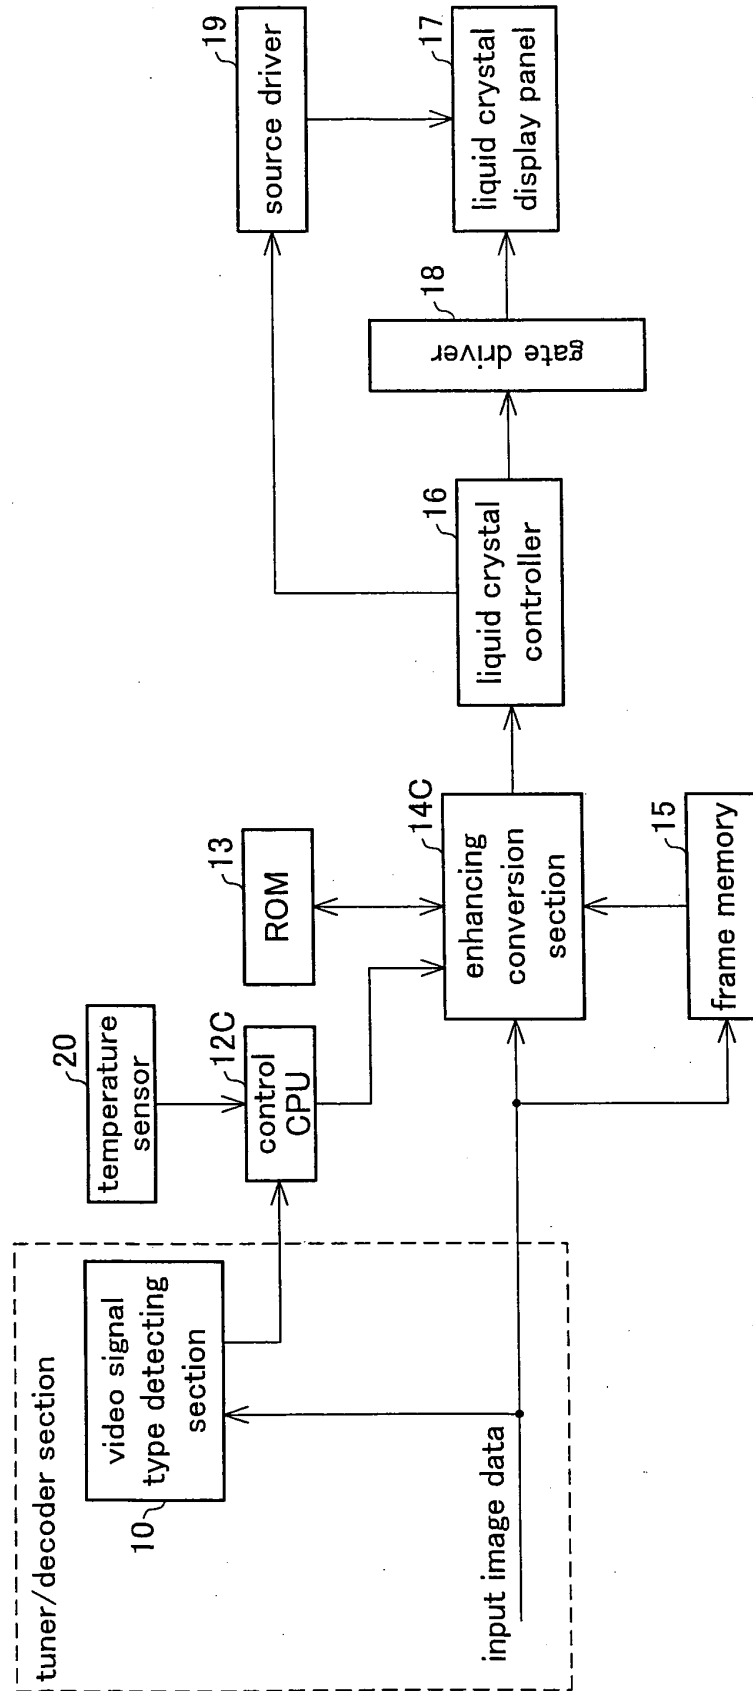 tuner/decoder section
10
video signal
type detecting
section
input image data
20
temperature
sensor
12C
control
CPU
13
ROM
14C
enhancing
conversion
section
15
frame memory
16
liquid crystal
controller
18
gate driver
19
source driver
17
liquid crystal
display panel